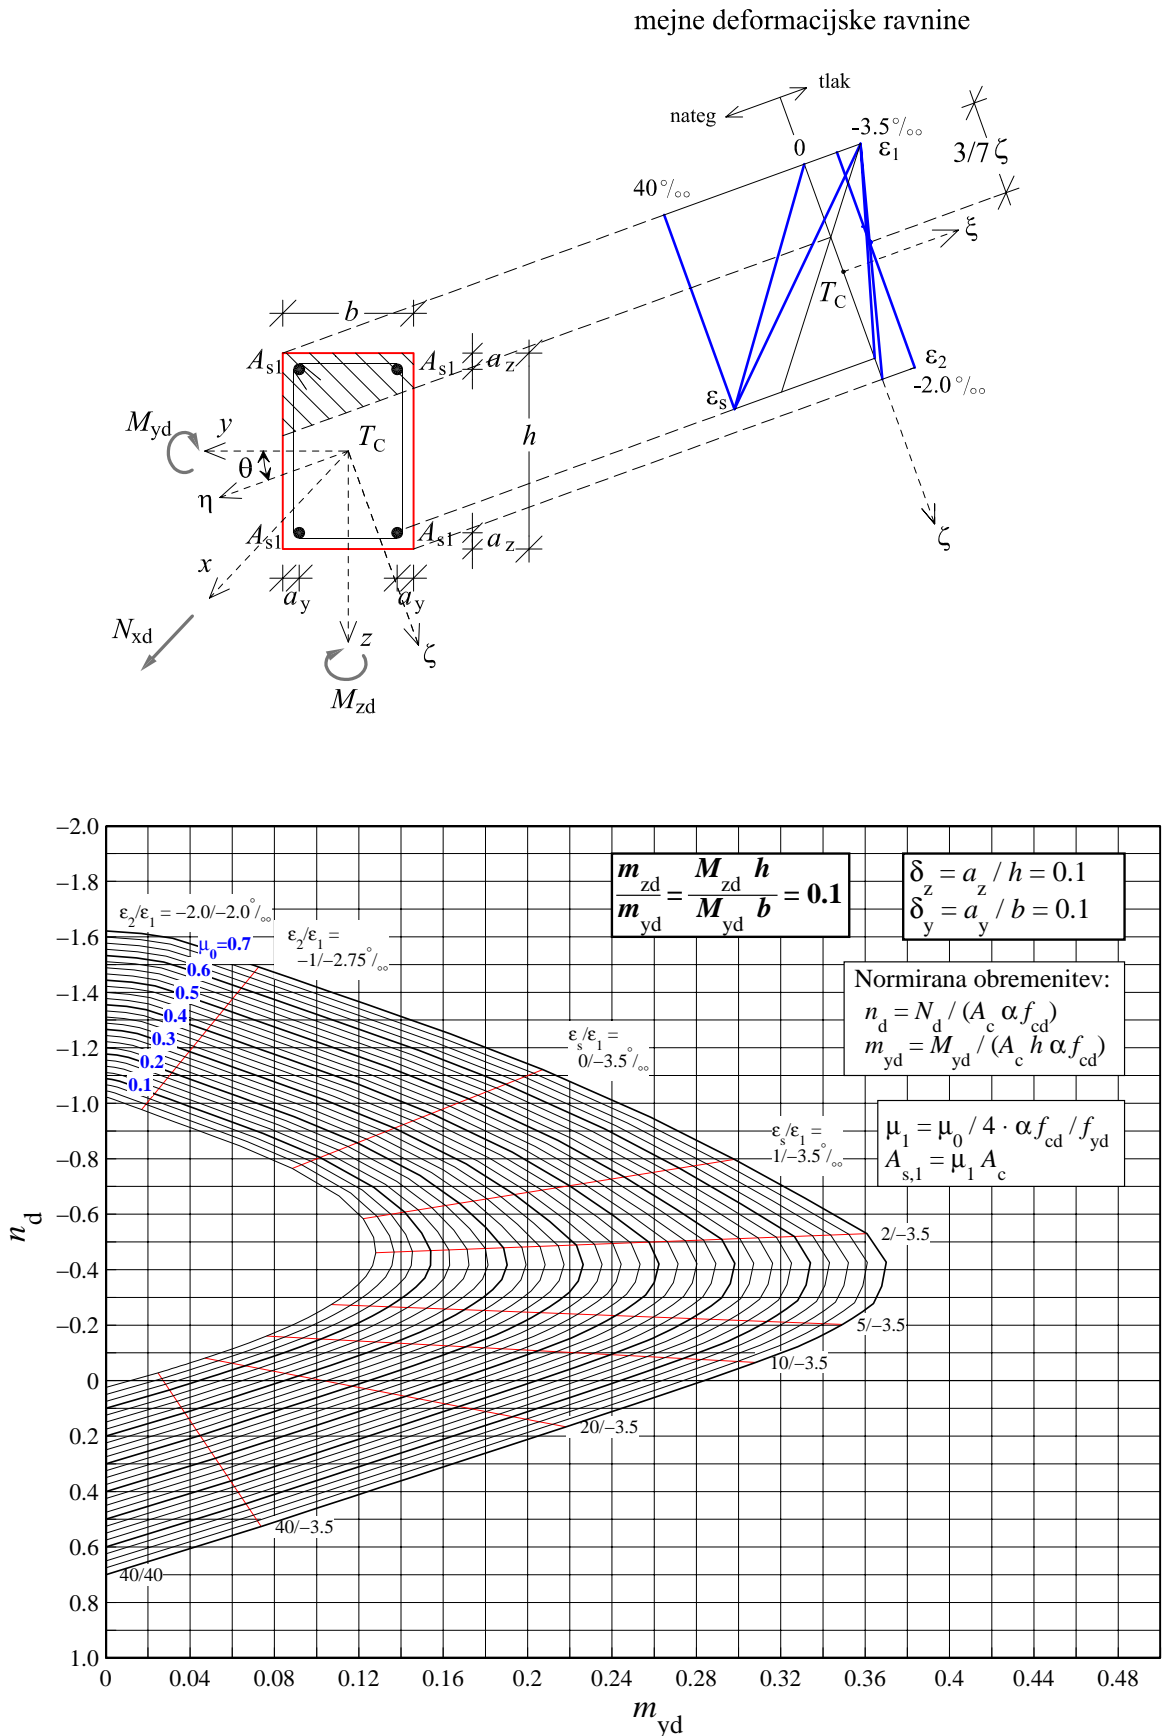 mejne deformacijske ravnine
tlak
nateg
-3.5°/₀₀
0
ε₁
3/7 ζ
40°/₀₀
ξ
T_C
ε₂
-2.0°/₀₀
ε_s
b
A_s1
A_s1
a_z
M_yd
y
T_C
h
θ
η
A_s1
A_s1
a_z
x
a_y
a_y
ζ
N_xd
z
ζ
M_zd
−2.0
−1.8
−1.6
−1.4
−1.2
−1.0
−0.8
−0.6
−0.4
−0.2
0
0.2
0.4
0.6
0.8
1.0
n_d
m_zd / m_yd = M_zd h / M_yd b = 0.1
δ_z = a_z / h = 0.1
δ_y = a_y / b = 0.1
ε₂/ε₁ = −2.0/−2.0°/₀₀
μ₀=0.7
0.6
0.5
0.4
0.3
0.2
0.1
ε₂/ε₁ =
−1/−2.75°/₀₀
Normirana obremenitev:
n_d = N_d / (A_c α f_cd)
m_yd = M_yd / (A_c h α f_cd)
ε_s/ε₁ =
0/−3.5°/₀₀
μ₁ = μ₀ / 4 · α f_cd / f_yd
A_s,1 = μ₁ A_c
ε_s/ε₁ =
1/−3.5°/₀₀
2/−3.5
5/−3.5
10/−3.5
20/−3.5
40/−3.5
40/40
0 0.04 0.08 0.12 0.16 0.2 0.24 0.28 0.32 0.36 0.4 0.44 0.48
m_yd